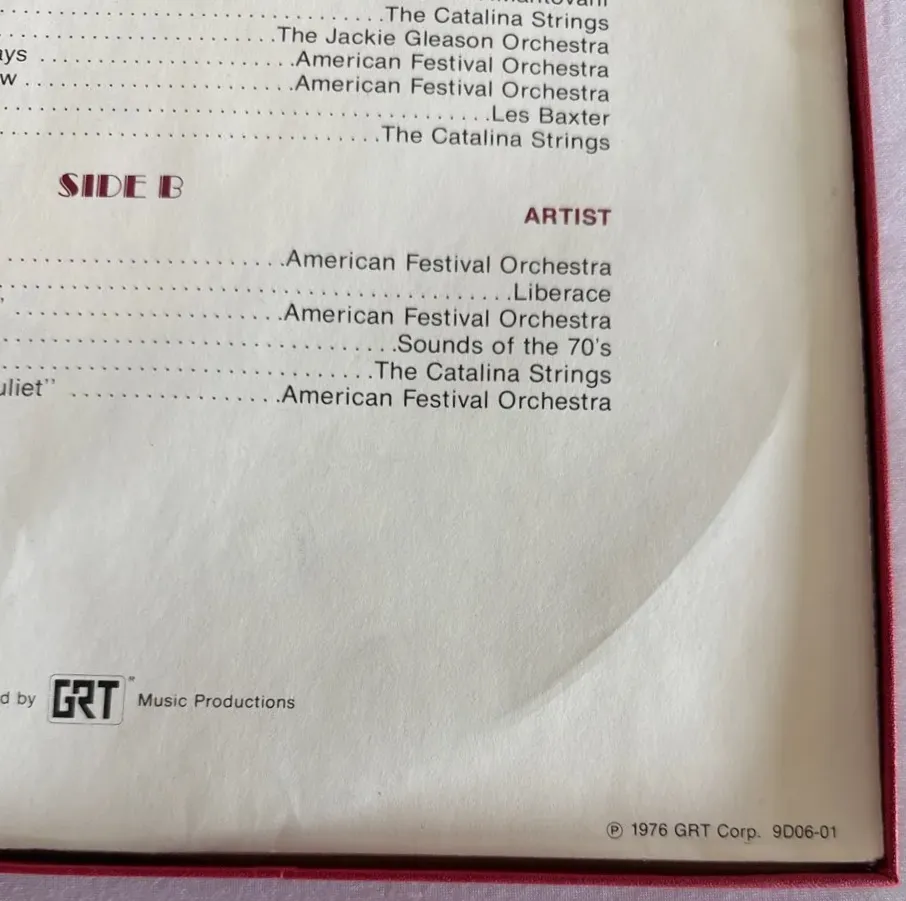 The Catalina Strings
The Jackie Gleason Orchestra
ays ......................American Festival Orchestra
w ........................American Festival Orchestra
Les Baxter
The Catalina Strings
SIDE B
ARTIST
American Festival Orchestra
Liberace
American Festival Orchestra
Sounds of the 70's
The Catalina Strings
uliet" ................American Festival Orchestra
d by GRT ™ Music Productions
℗ 1976 GRT Corp. 9D06-01